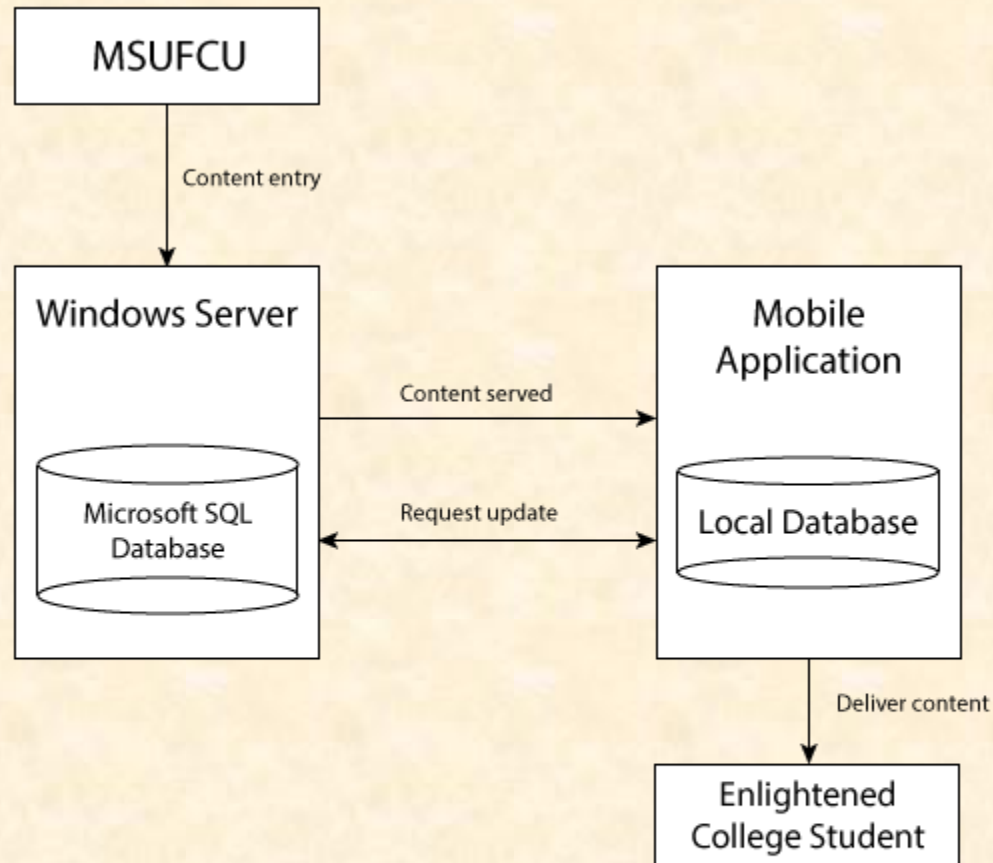 MSUFCU
Content entry
Windows Server
Microsoft SQL
Database
Content served
Request update
Mobile
Application
Local Database
Deliver content
Enlightened
College Student